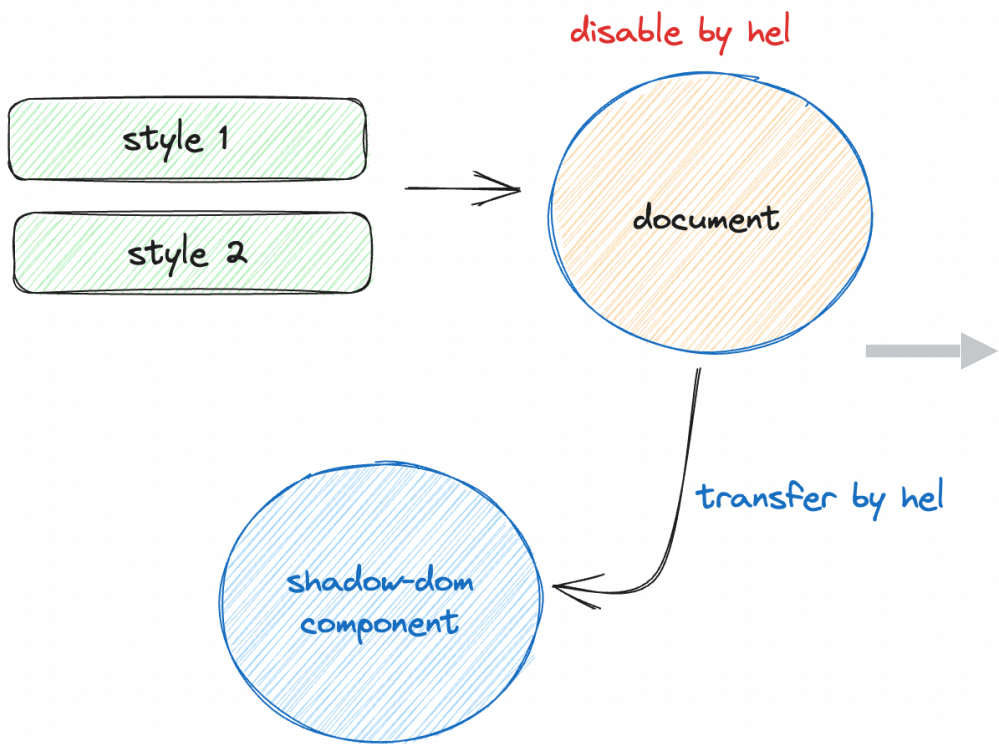 disable by hel
style 1
document
style 2
transfer by hel
shadow-dom
component